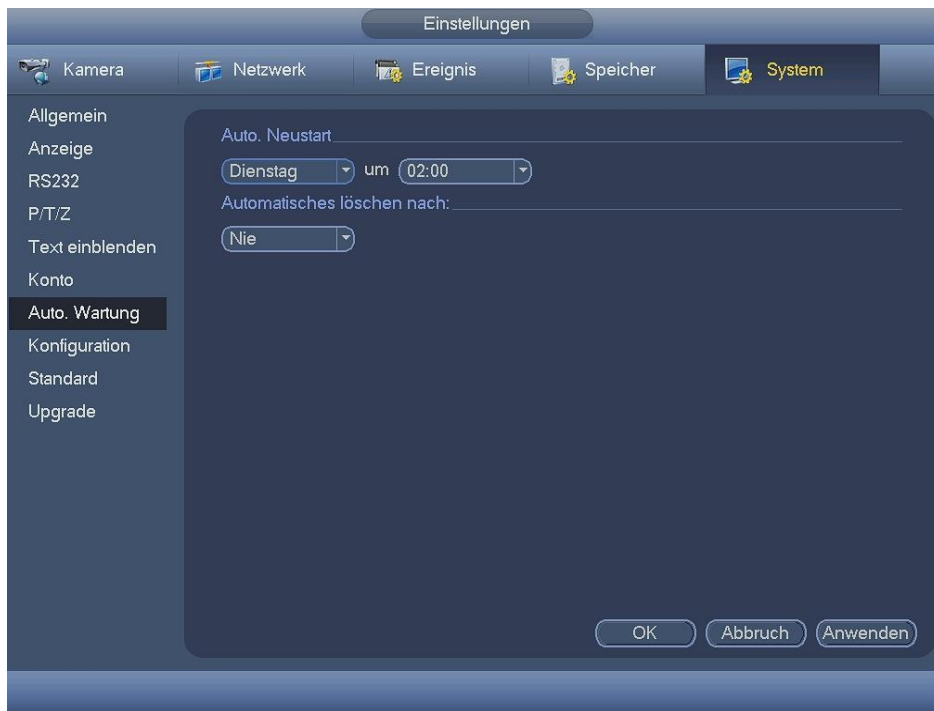 Einstellungen
Kamera Netzwerk Ereignis Speicher System
Allgemein
Anzeige
RS232
P/T/Z
Text einblenden
Konto
Auto. Wartung
Konfiguration
Standard
Upgrade
Auto. Neustart
Dienstag um 02:00
Automatisches löschen nach:
Nie
OK Abbruch Anwenden